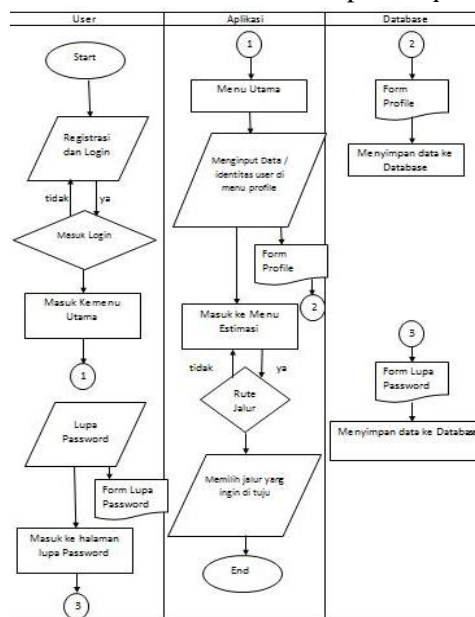 User
Start
Registrasi
dan Login
tidak
ya
Masuk Login
Masuk Kemenu
Utama
1
Lupa
Password
Form Lupa
Password
Masuk ke halaman
lupa Password
3
Aplikasi
1
Menu Utama
Menginput Data /
identitas user di
menu profile
Form
Profile
2
Masuk ke Menu
Estimasi
tidak
ya
Rute
Jalur
Memilih jalur yang
ingin di tuju
End
Database
2
Form
Profile
Menyimpan data ke
Database
3
Form Lupa
Password
Menyimpan data ke Database